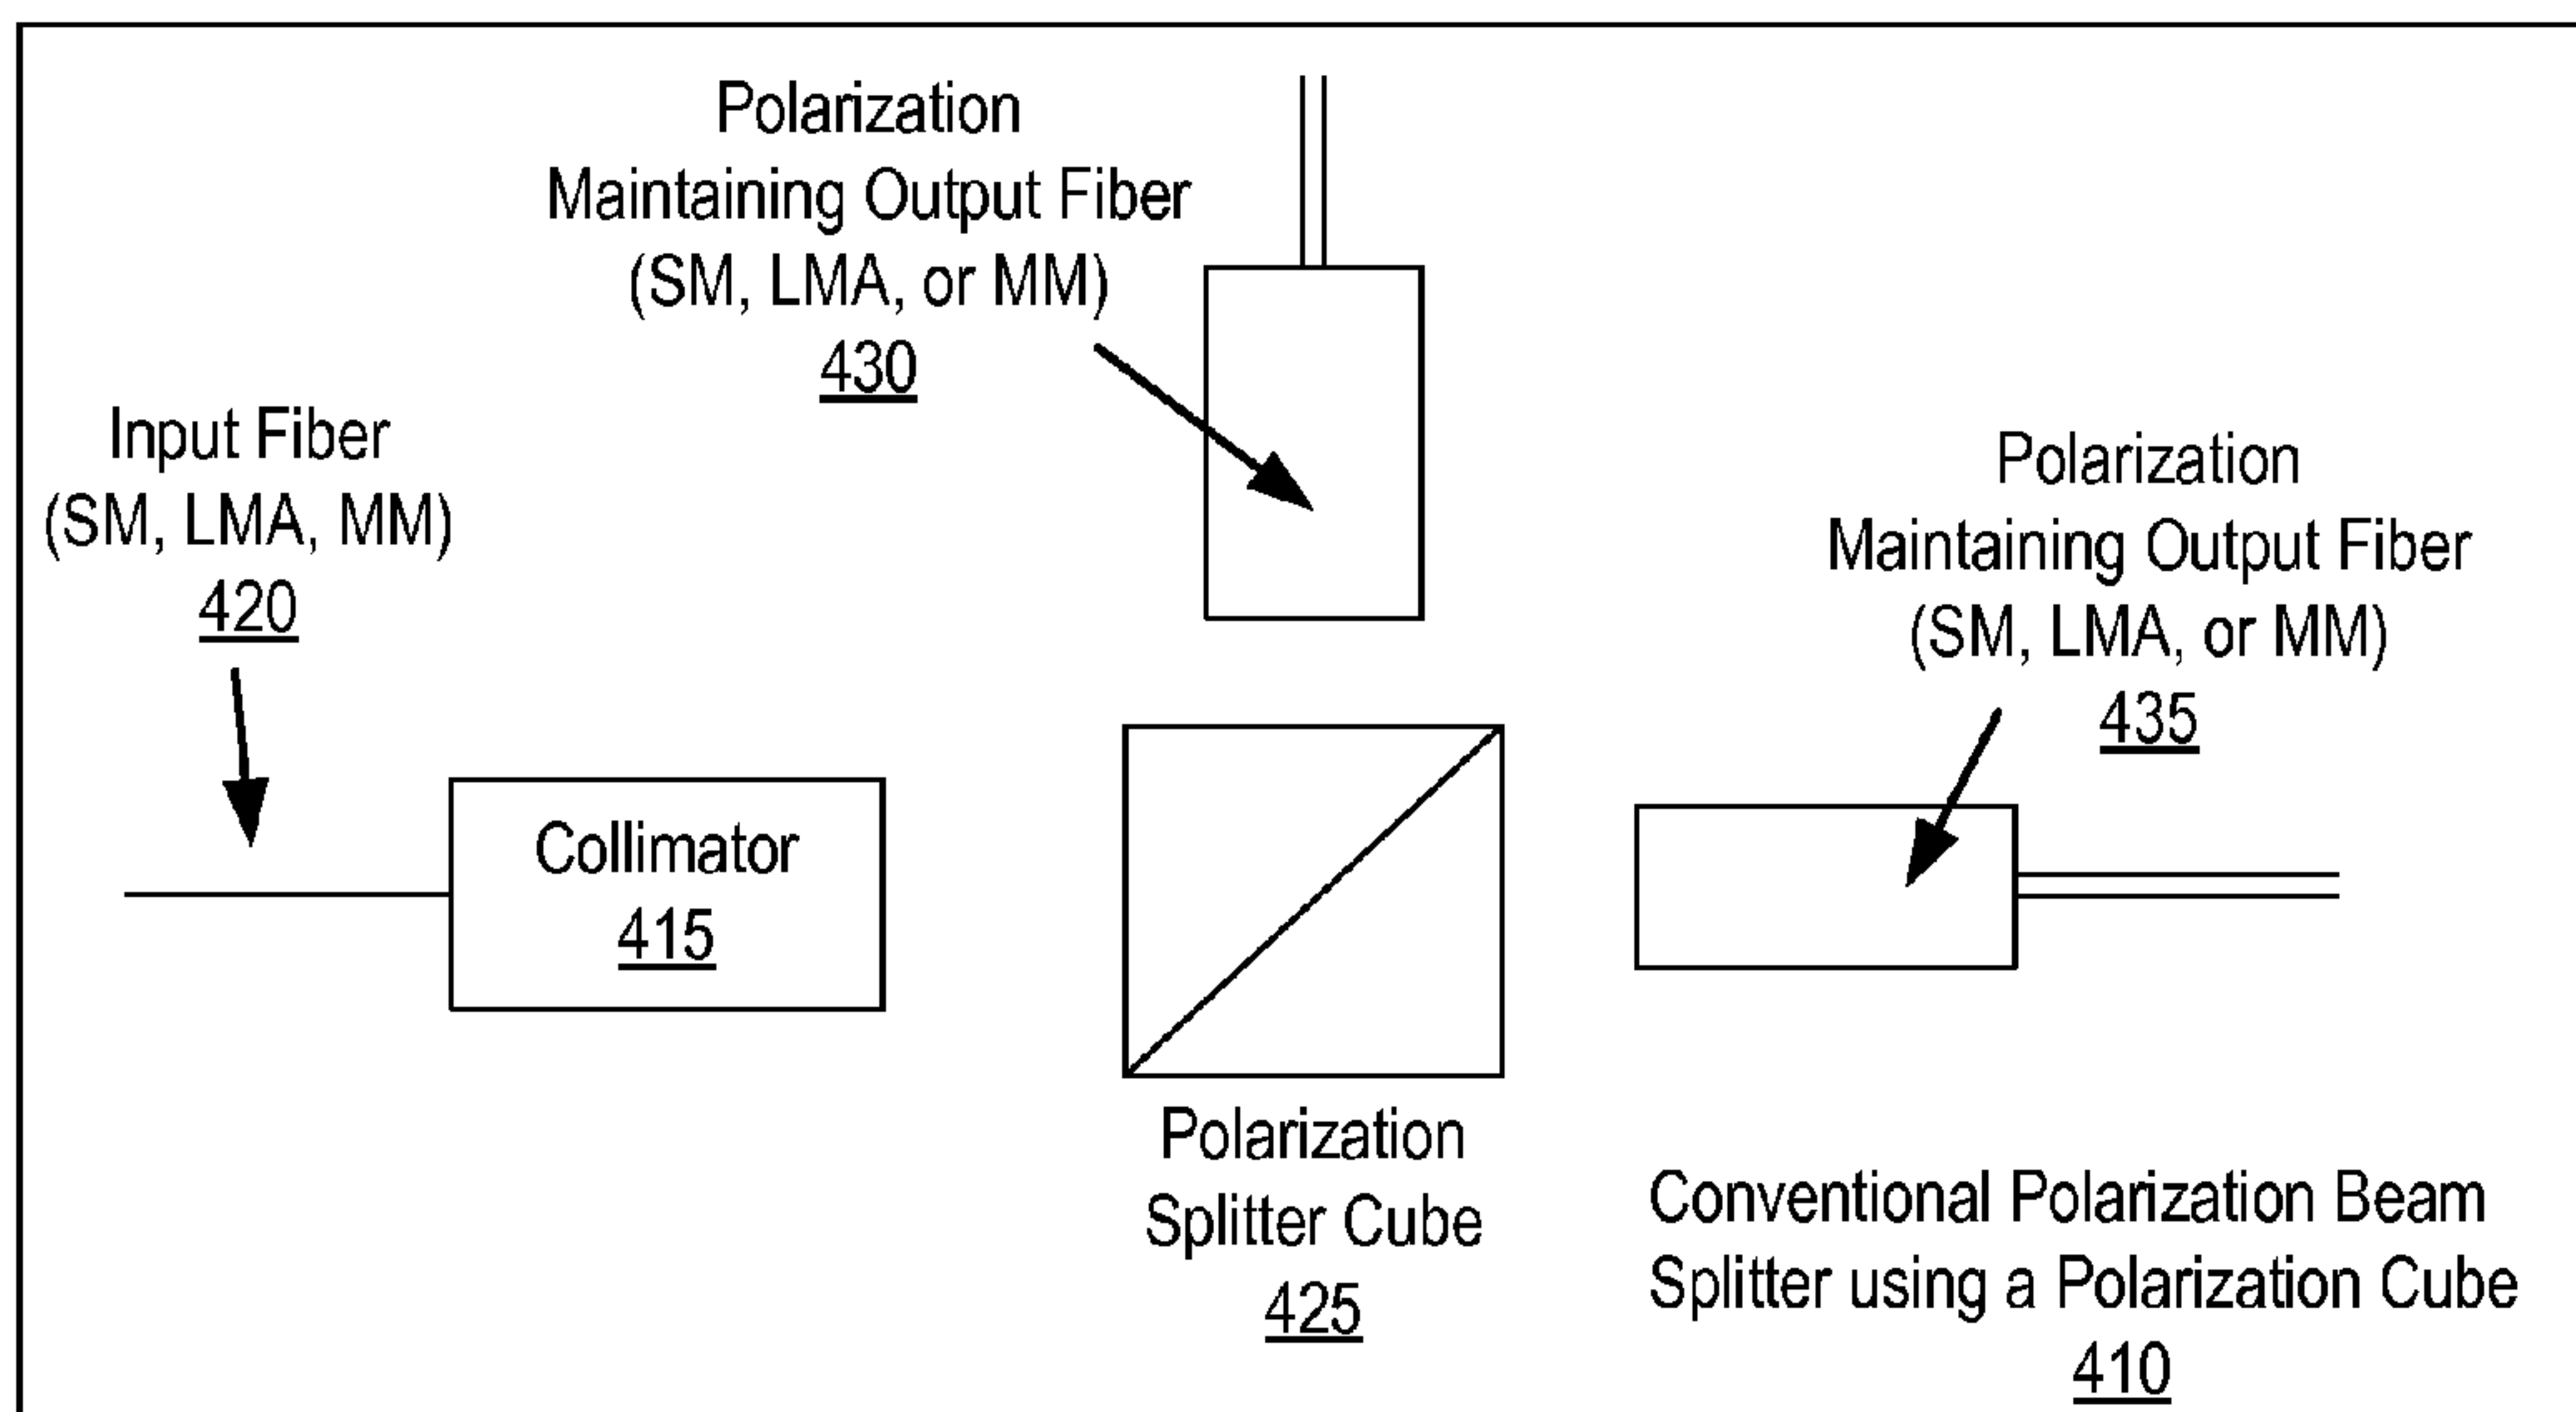 Polarization
Maintaining Output Fiber
(SM, LMA, or MM)
430
Input Fiber
(SM, LMA, MM)
420
Polarization
Maintaining Output Fiber
(SM, LMA, or MM)
435
Collimator
415
Polarization
Splitter Cube
425
Conventional Polarization Beam
Splitter using a Polarization Cube
410